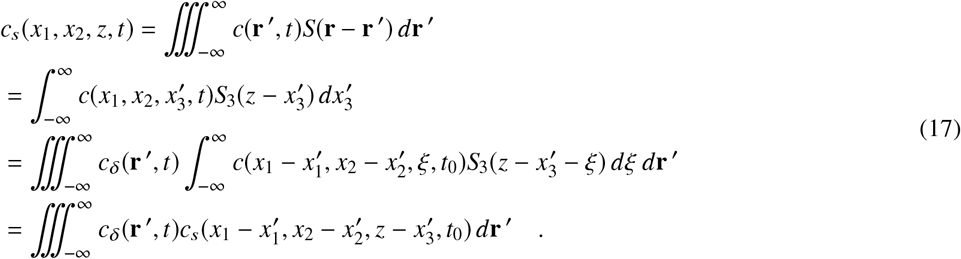 c_s(x_1, x_2, z, t) = ∭_{−∞}^{∞} c(r ′, t)S(r − r ′) dr ′
= ∫_{−∞}^{∞} c(x_1, x_2, x′_3, t)S_3(z − x′_3) dx′_3
= ∭_{−∞}^{∞} c_δ(r ′, t) ∫_{−∞}^{∞} c(x_1 − x′_1, x_2 − x′_2, ξ, t_0)S_3(z − x′_3 − ξ) dξ dr ′
= ∭_{−∞}^{∞} c_δ(r ′, t)c_s(x_1 − x′_1, x_2 − x′_2, z − x′_3, t_0) dr ′ .
(17)